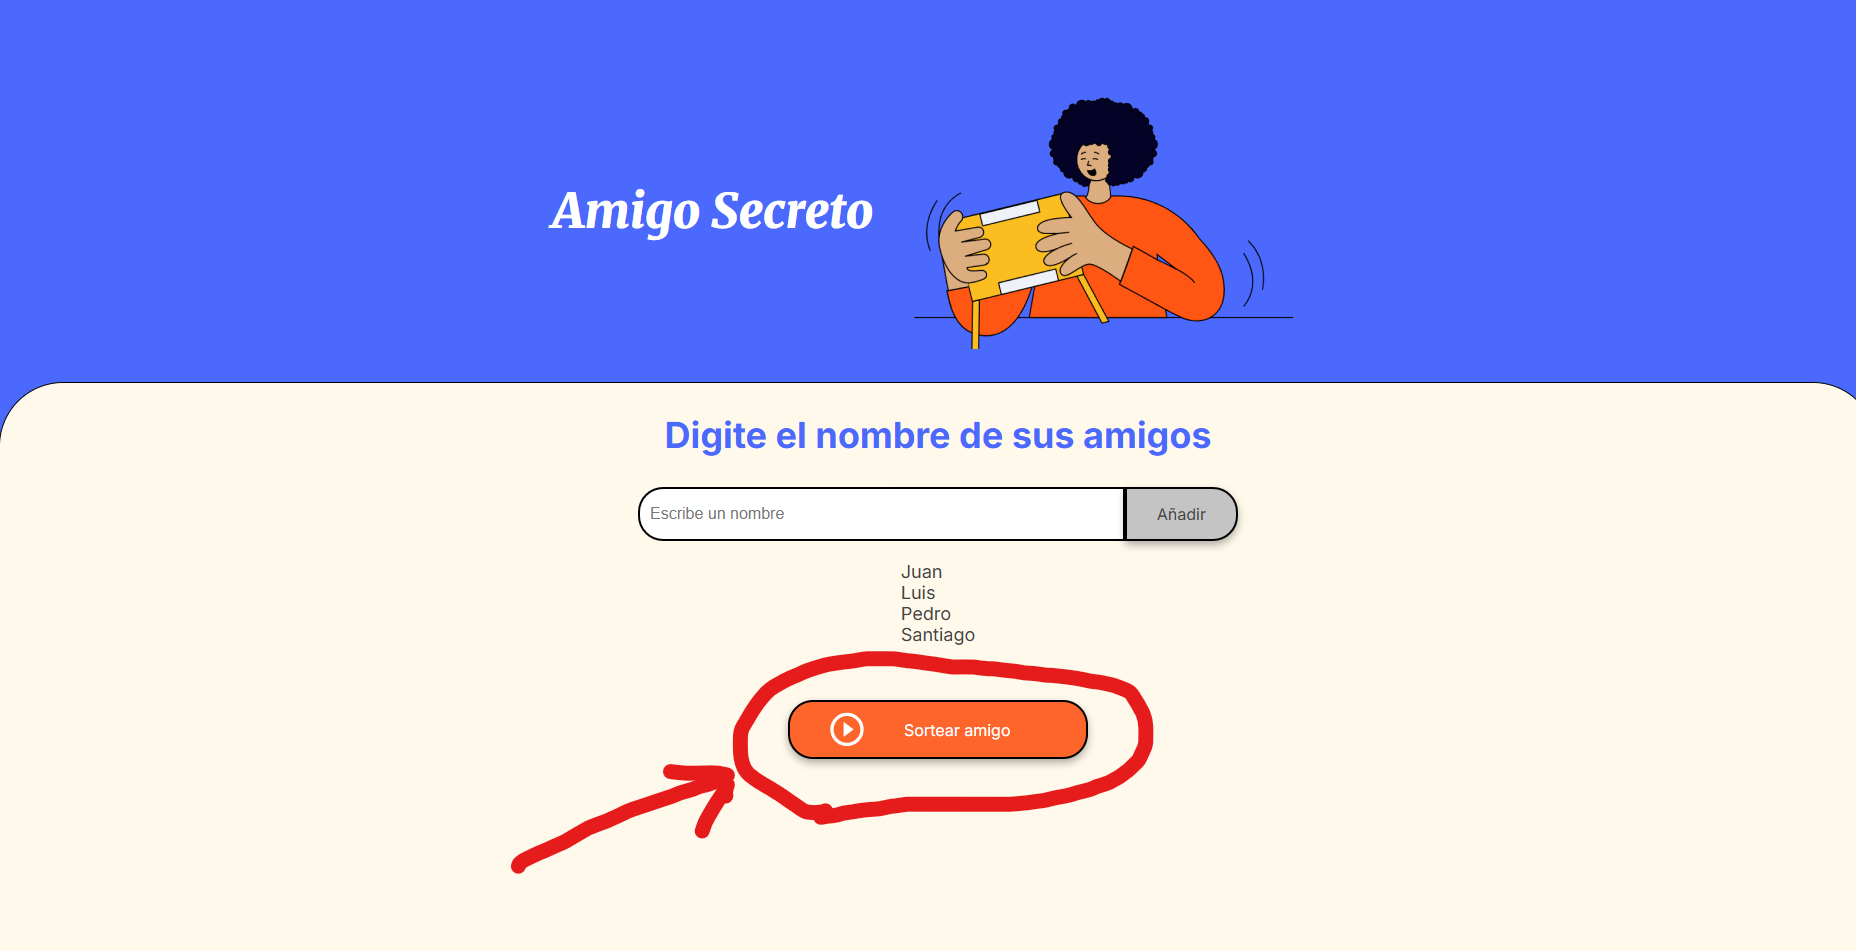 Amigo Secreto
Digite el nombre de sus amigos
Escribe un nombre
Añadir
Juan
Luis
Pedro
Santiago
Sortear amigo